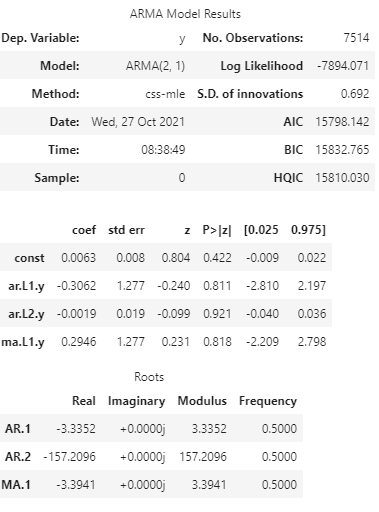 ARMA Model Results
Dep. Variable: y No. Observations: 7514
Model: ARMA(2, 1) Log Likelihood -7894.071
Method: css-mle S.D. of innovations 0.692
Date: Wed, 27 Oct 2021 AIC 15798.142
Time: 08:38:49 BIC 15832.765
Sample: 0 HQIC 15810.030
coef std err z P>|z| [0.025 0.975]
const 0.0063 0.008 0.804 0.422 -0.009 0.022
ar.L1.y -0.3062 1.277 -0.240 0.811 -2.810 2.197
ar.L2.y -0.0019 0.019 -0.099 0.921 -0.040 0.036
ma.L1.y 0.2946 1.277 0.231 0.818 -2.209 2.798
Roots
Real Imaginary Modulus Frequency
AR.1 -3.3352 +0.0000j 3.3352 0.5000
AR.2 -157.2096 +0.0000j 157.2096 0.5000
MA.1 -3.3941 +0.0000j 3.3941 0.5000